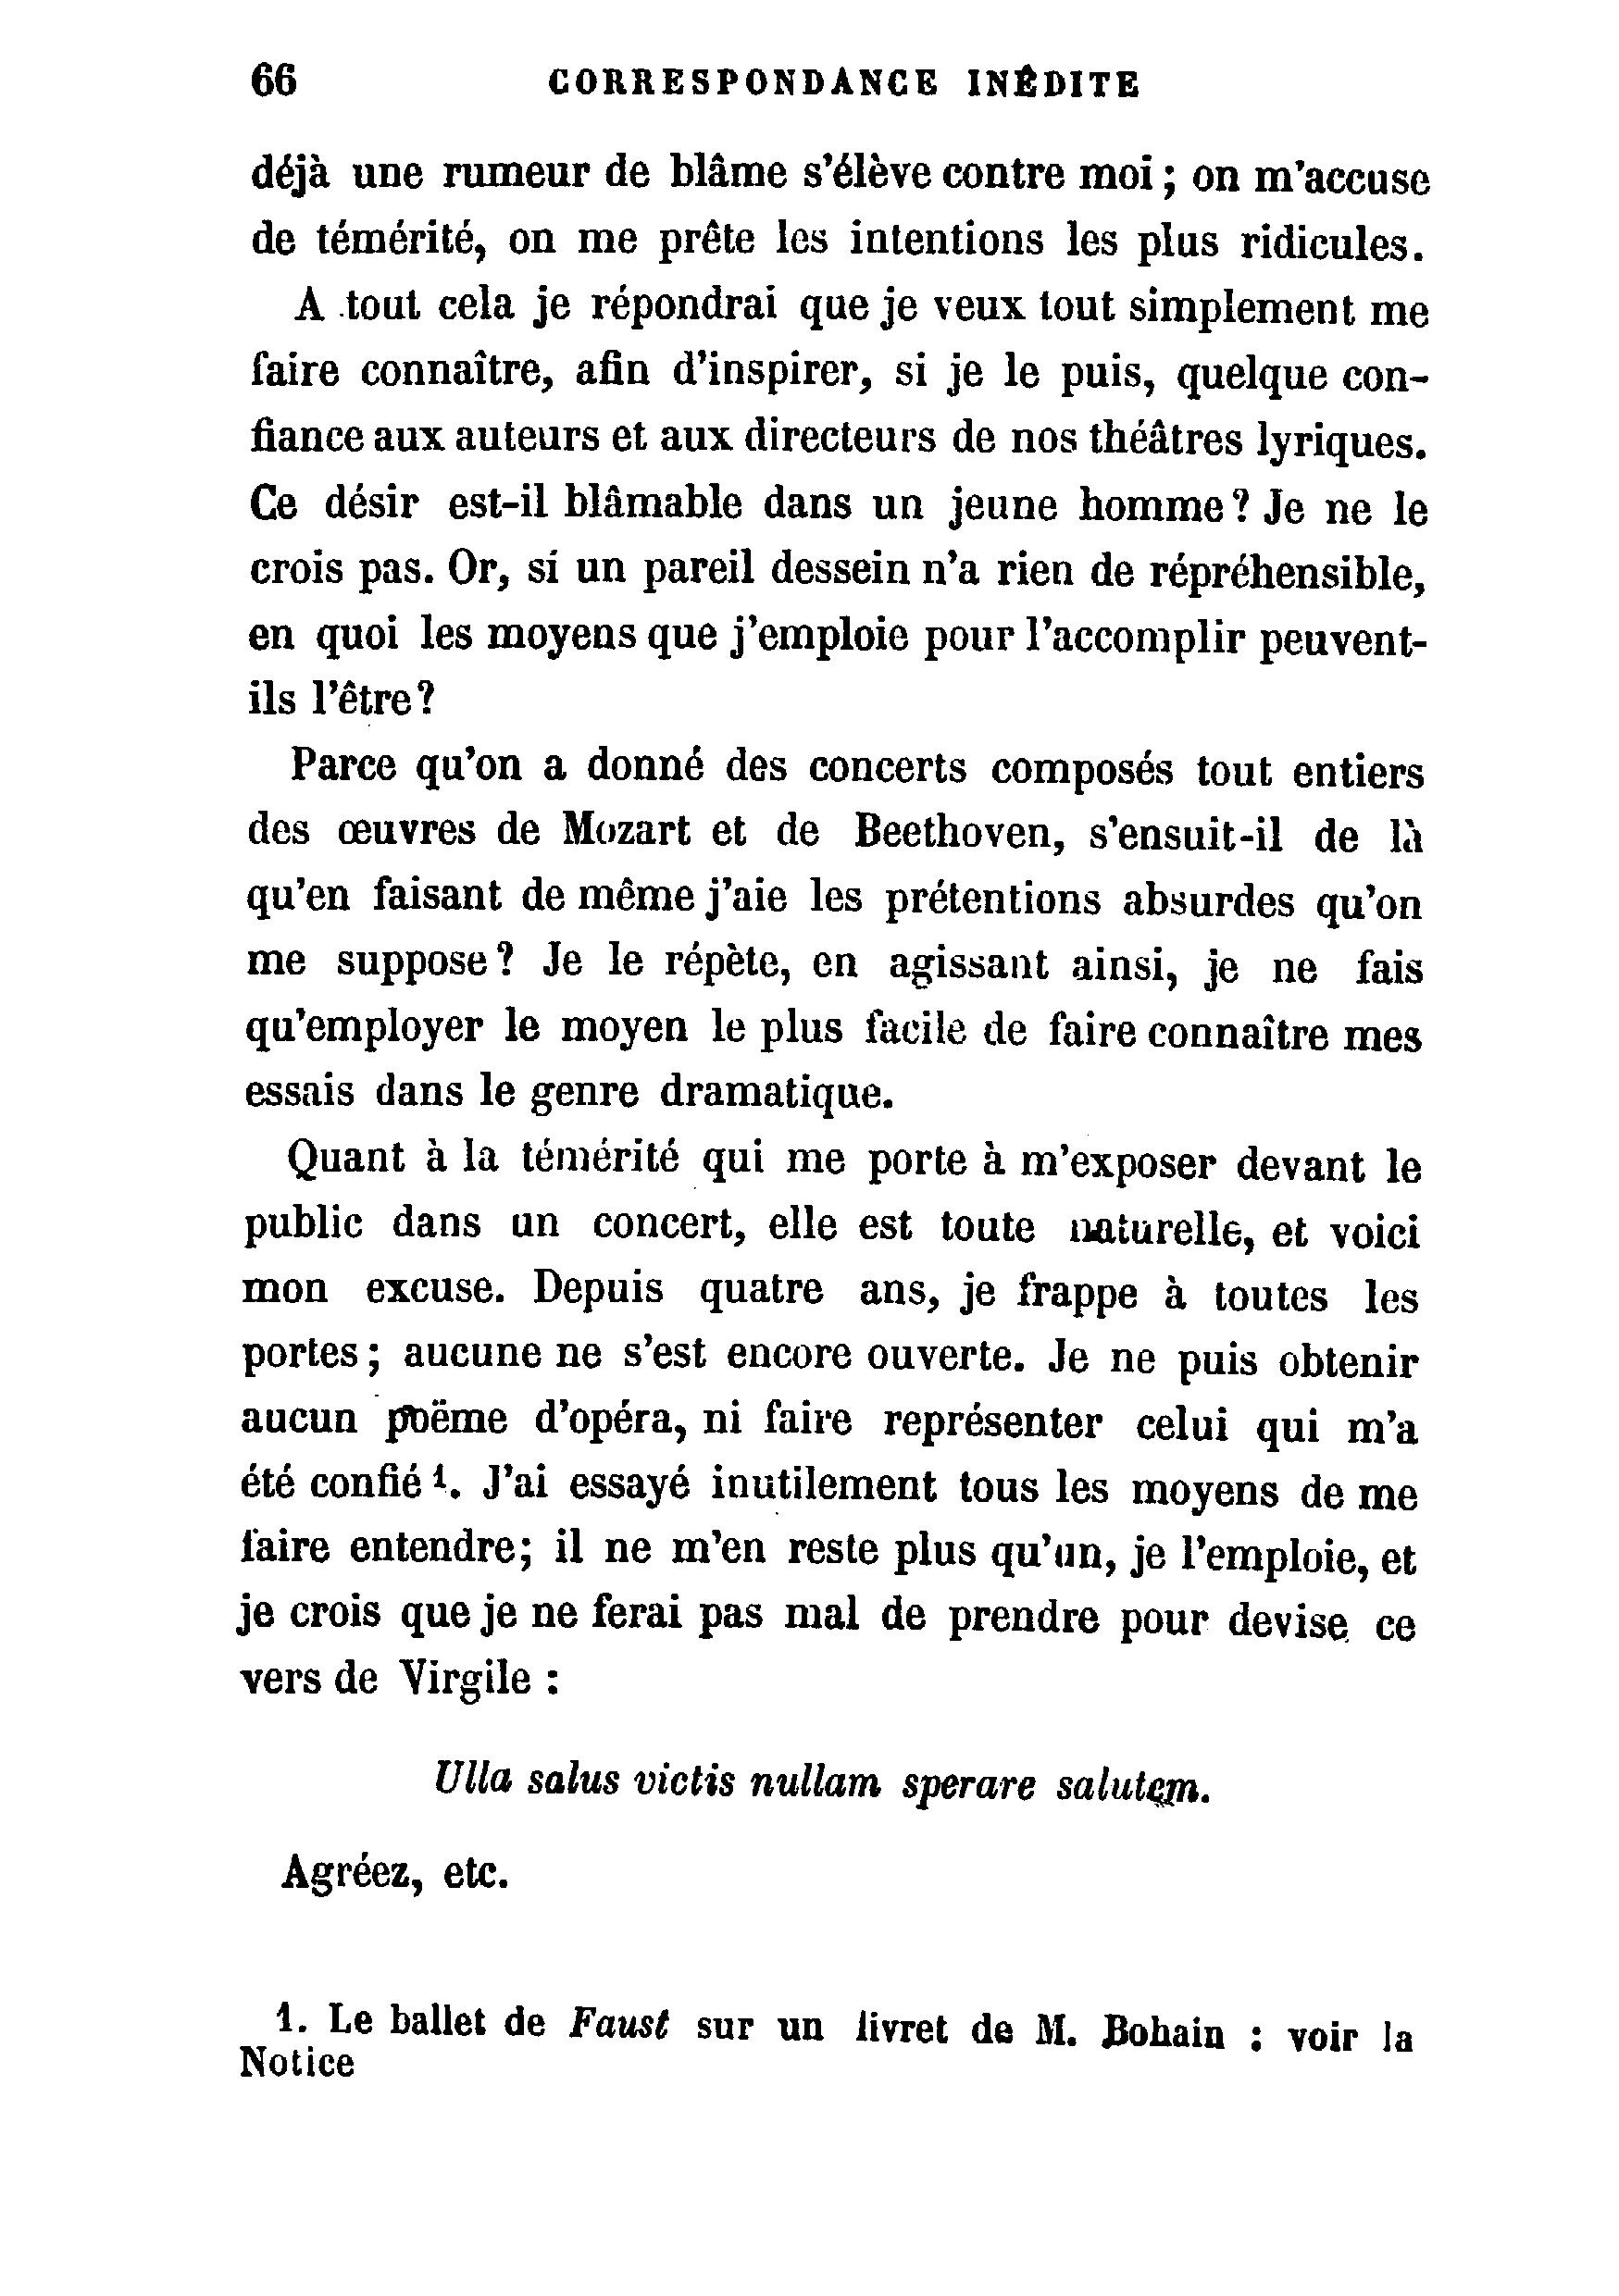 66 CORRESPONDANCE INÉDITE
déjà une rumeur de blâme s'élève contre moi ; on m'accuse
de témérité, on me prête les intentions les plus ridicules.
A tout cela je répondrai que je veux tout simplement me
faire connaître, afin d'inspirer, si je le puis, quelque con-
fiance aux auteurs et aux directeurs de nos théâtres lyriques.
Ce désir est-il blâmable dans un jeune homme ? Je ne le
crois pas. Or, si un pareil dessein n'a rien de répréhensible,
en quoi les moyens que j'emploie pour l'accomplir peuvent-
ils l'être ?
Parce qu'on a donné des concerts composés tout entiers
des œuvres de Mozart et de Beethoven, s'ensuit-il de là
qu'en faisant de même j'aie les prétentions absurdes qu'on
me suppose ? Je le répète, en agissant ainsi, je ne fais
qu'employer le moyen le plus facile de faire connaître mes
essais dans le genre dramatique.
Quant à la témérité qui me porte à m'exposer devant le
public dans un concert, elle est toute naturelle, et voici
mon excuse. Depuis quatre ans, je frappe à toutes les
portes ; aucune ne s'est encore ouverte. Je ne puis obtenir
aucun poëme d'opéra, ni faire représenter celui qui m'a
été confié 1. J'ai essayé inutilement tous les moyens de me
faire entendre ; il ne m'en reste plus qu'un, je l'emploie, et
je crois que je ne ferai pas mal de prendre pour devise ce
vers de Virgile :
Ulla salus victis nullam sperare salutem.
Agréez, etc.
1. Le ballet de Faust sur un livret de M. Bohain : voir la
Notice